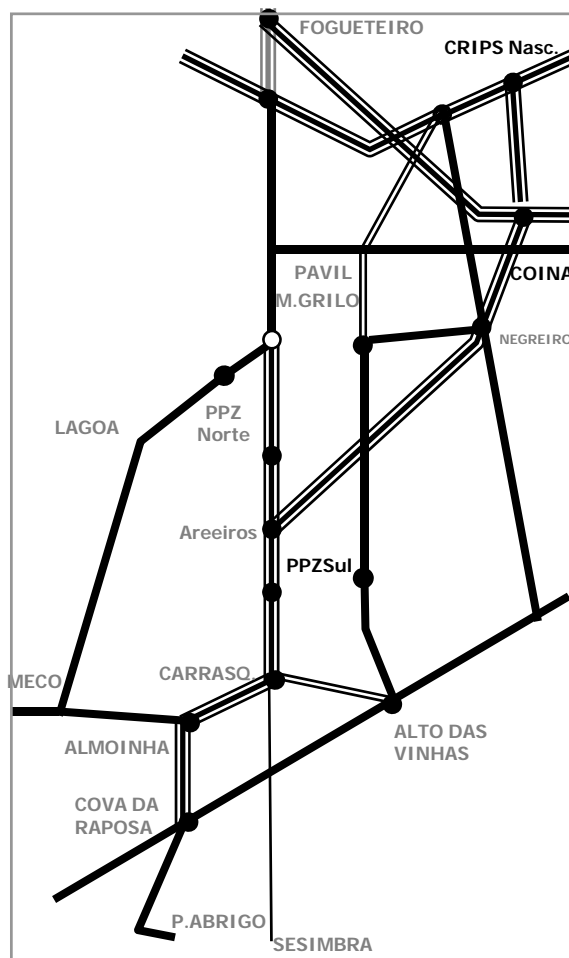 FOGUETEIRO
CRIPS Nasc.
PAVIL
M.GRILO
COINA
NEGREIRO
PPZ
Norte
LAGOA
Areeiros
PPZSul
CARRASQ.
MECO
ALMOINHA
ALTO DAS
VINHAS
COVA DA
RAPOSA
P.ABRIGO
SESIMBRA